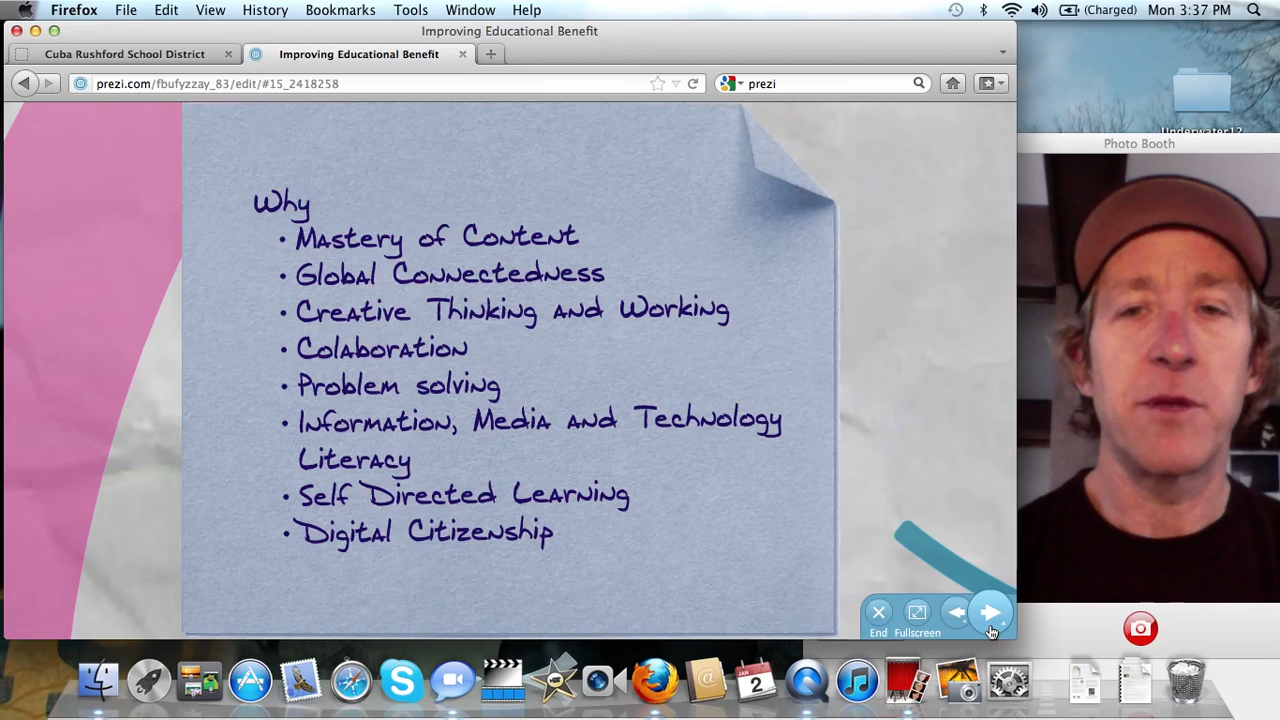 Firefox File Edit View History Bookmarks Tools Window Help (Charged) Mon 3:37 PM
Improving Educational Benefit
Cuba Rushford School District Improving Educational Benefit
prezi.com/fbufyzzay_83/edit/#15_2418258 prezi
Underwater12
Photo Booth
Why
• Mastery of Content
• Global Connectedness
• Creative Thinking and Working
• Colaboration
• Problem solving
• Information, Media and Technology
Literacy
• Self Directed Learning
• Digital Citizenship
End Fullscreen
JAN
2